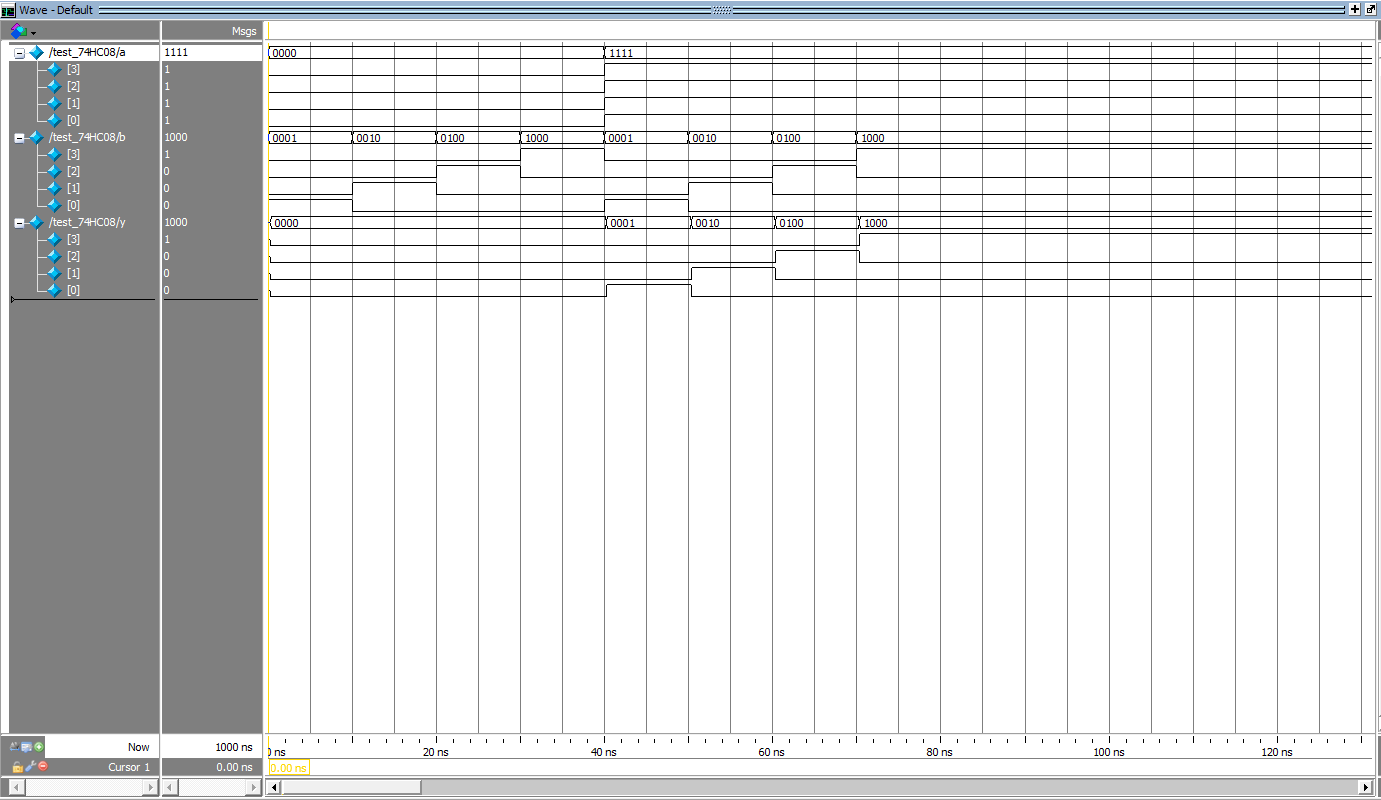 Wave - Default
Msgs
/test_74HC08/a 1111 0000 1111
[3] 1
[2] 1
[1] 1
[0] 1
/test_74HC08/b 1000 0001 0010 0100 1000 0001 0010 0100 1000
[3] 1
[2] 0
[1] 0
[0] 0
/test_74HC08/y 1000 0000 0001 0010 0100 1000
[3] 1
[2] 0
[1] 0
[0] 0
Now 1000 ns ns 20 ns 40 ns 60 ns 80 ns 100 ns 120 ns
Cursor 1 0.00 ns 0.00 ns